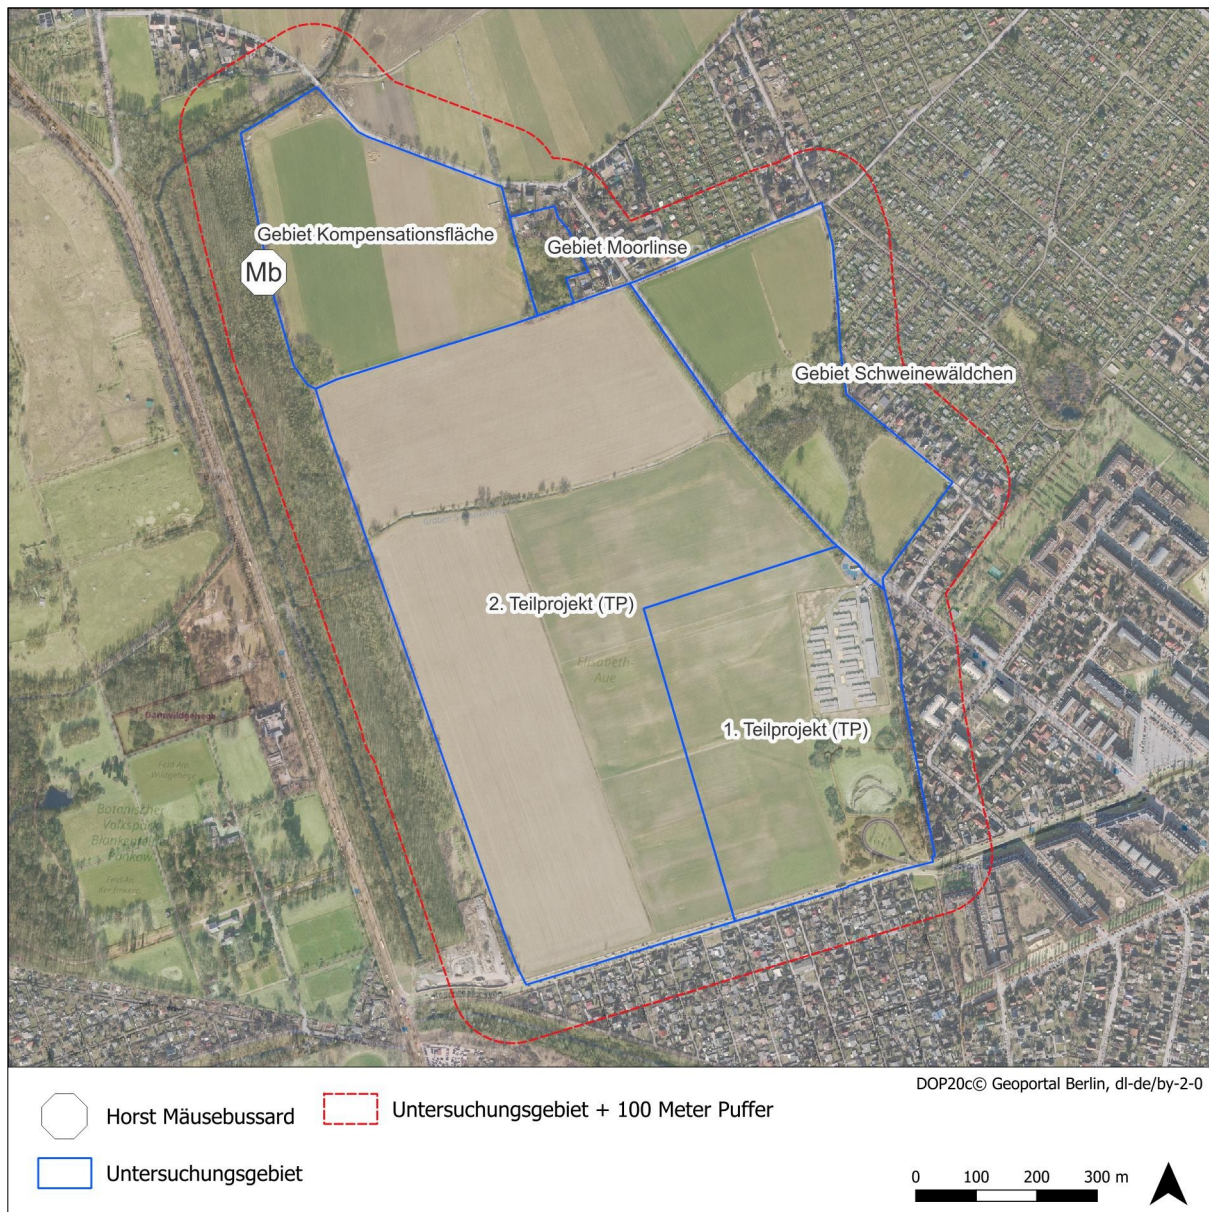 Gebiet Kompensationsfläche
Gebiet Moorlinse
Mb
Gebiet Schweinewäldchen
2. Teilprojekt (TP)
Elisabeth-
Aue
1. Teilprojekt (TP)
Botanischer
Volkspark
Blankenfelde-
Pankow
DOP20c© Geoportal Berlin, dl-de/by-2-0
Horst Mäusebussard
Untersuchungsgebiet + 100 Meter Puffer
Untersuchungsgebiet
0 100 200 300 m